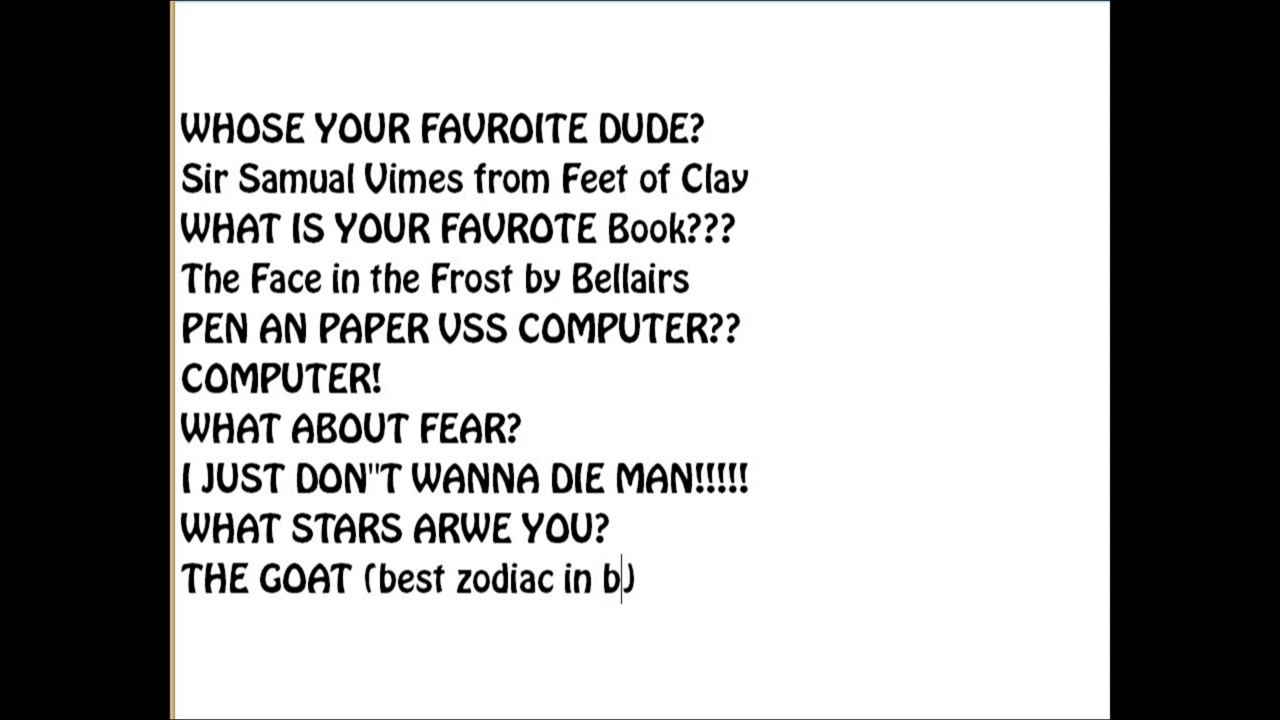 WHOSE YOUR FAVROITE DUDE?
Sir Samual Vimes from Feet of Clay
WHAT IS YOUR FAVROTE Book???
The Face in the Frost by Bellairs
PEN AN PAPER VSS COMPUTER??
COMPUTER!
WHAT ABOUT FEAR?
I JUST DON"T WANNA DIE MAN!!!!!
WHAT STARS ARWE YOU?
THE GOAT (best zodiac in b)